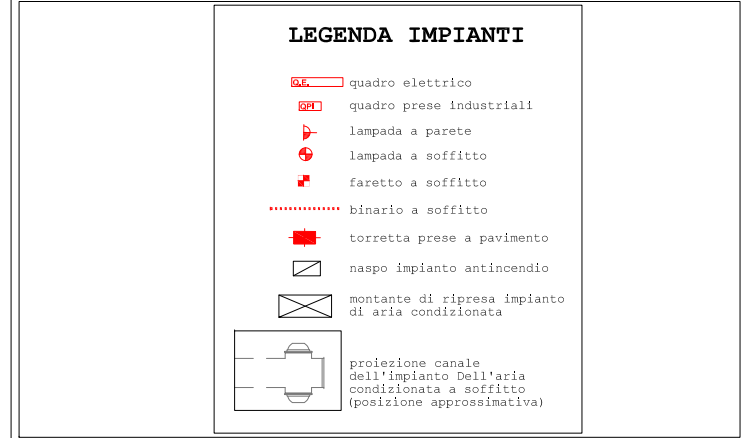 LEGENDA IMPIANTI
Q.E. quadro elettrico
QPI quadro prese industriali
lampada a parete
lampada a soffitto
faretto a soffitto
binario a soffitto
torretta prese a pavimento
naspo impianto antincendio
montante di ripresa impianto
di aria condizionata
proiezione canale
dell'impianto Dell'aria
condizionata a soffitto
(posizione approssimativa)